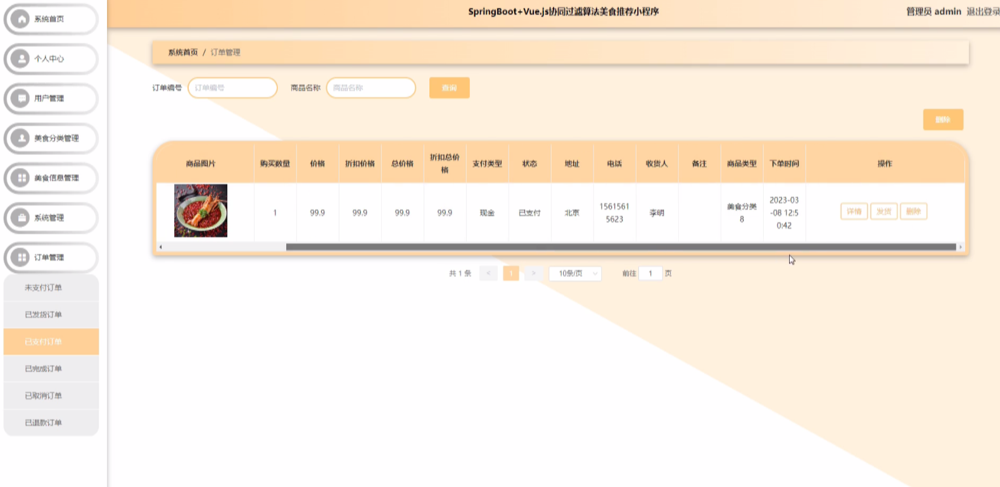 SpringBoot+Vue.js协同过滤算法美食推荐小程序
管理员 admin 退出登录
系统首页
个人中心
用户管理
美食分类管理
美食信息管理
系统管理
订单管理
未支付订单
已发货订单
已支付订单
已完成订单
已取消订单
已退款订单
系统首页 / 订单管理
订单编号 订单编号 商品名称 商品名称 查询
删除
商品图片 购买数量 价格 折扣价格 总价格 折扣总价格 支付类型 状态 地址 电话 收货人 备注 商品类型 下单时间 操作
1 99.9 99.9 99.9 99.9 现金 已支付 北京 15615615623 李明 美食分类8 2023-03-08 12:50:42 详情 发货 删除
共 1 条 < 1 > 10条/页 前往 1 页